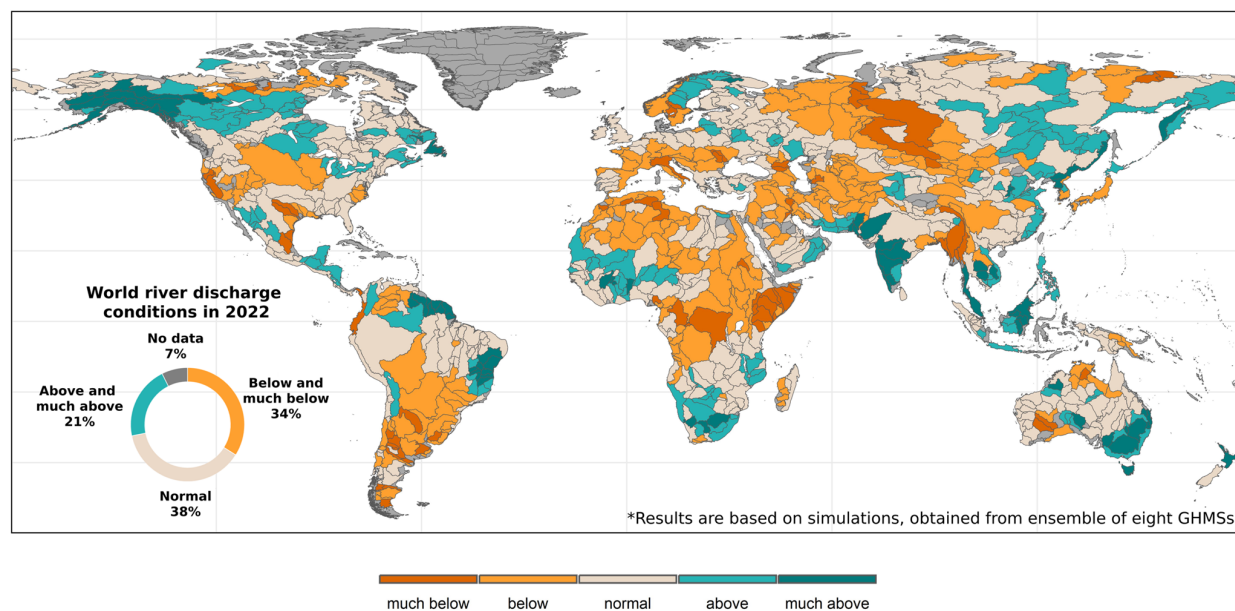 World river discharge
conditions in 2022
No data
7%
Above and
much above
21%
Below and
much below
34%
Normal
38%
*Results are based on simulations, obtained from ensemble of eight GHMSs
much below
below
normal
above
much above